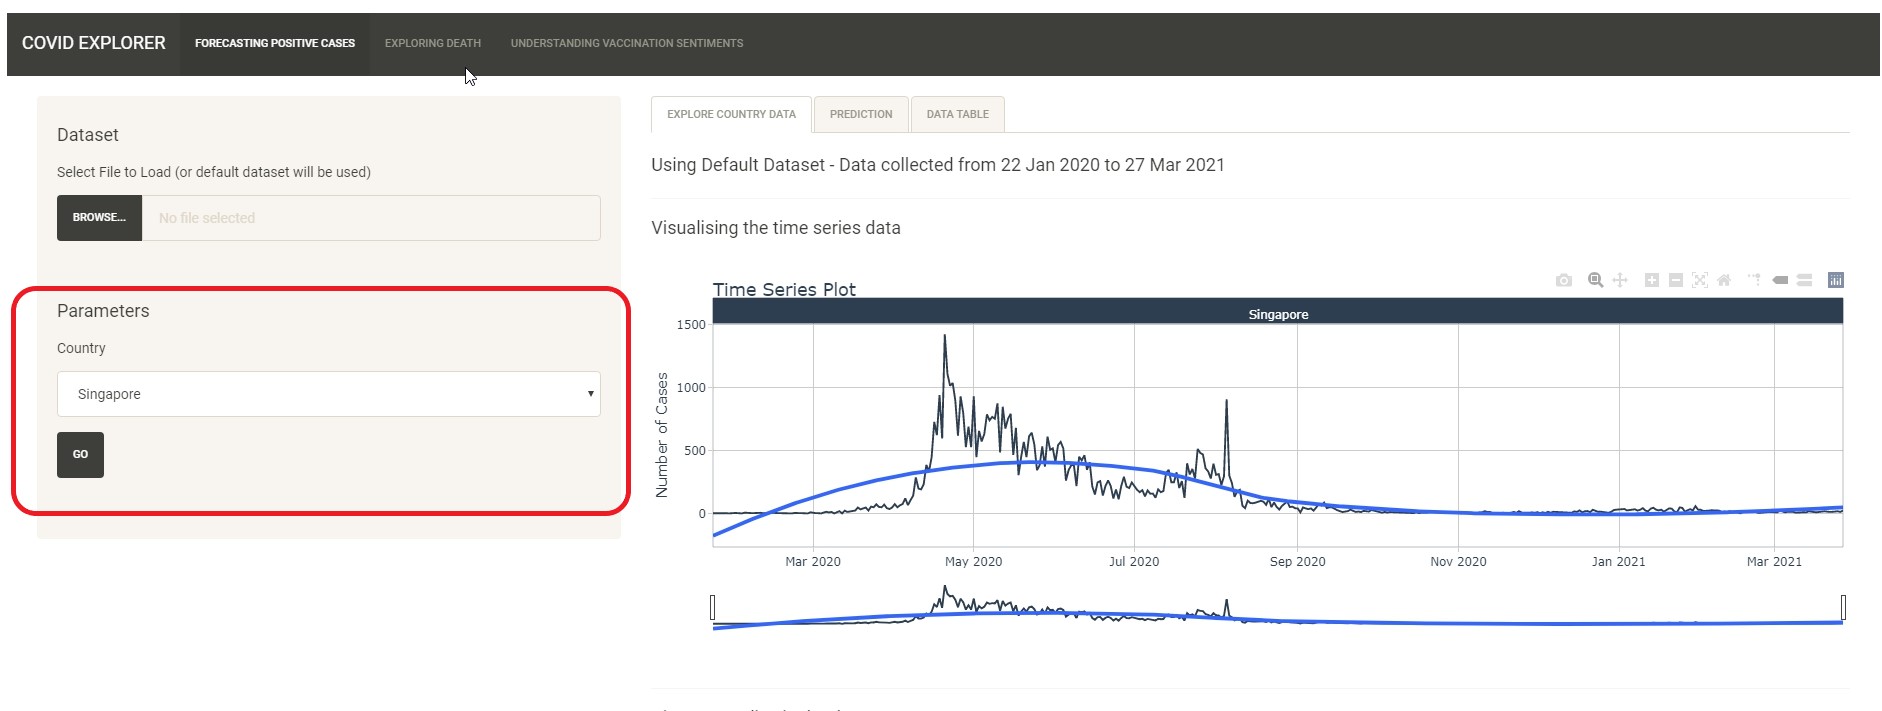 COVID EXPLORER
FORECASTING POSITIVE CASES
EXPLORING DEATH
UNDERSTANDING VACCINATION SENTIMENTS
Dataset
Select File to Load (or default dataset will be used)
BROWSE...
No file selected
Parameters
Country
Singapore
GO
EXPLORE COUNTRY DATA
PREDICTION
DATA TABLE
Using Default Dataset - Data collected from 22 Jan 2020 to 27 Mar 2021
Visualising the time series data
Time Series Plot
Singapore
Number of Cases
1500
1000
500
0
Mar 2020
May 2020
Jul 2020
Sep 2020
Nov 2020
Jan 2021
Mar 2021